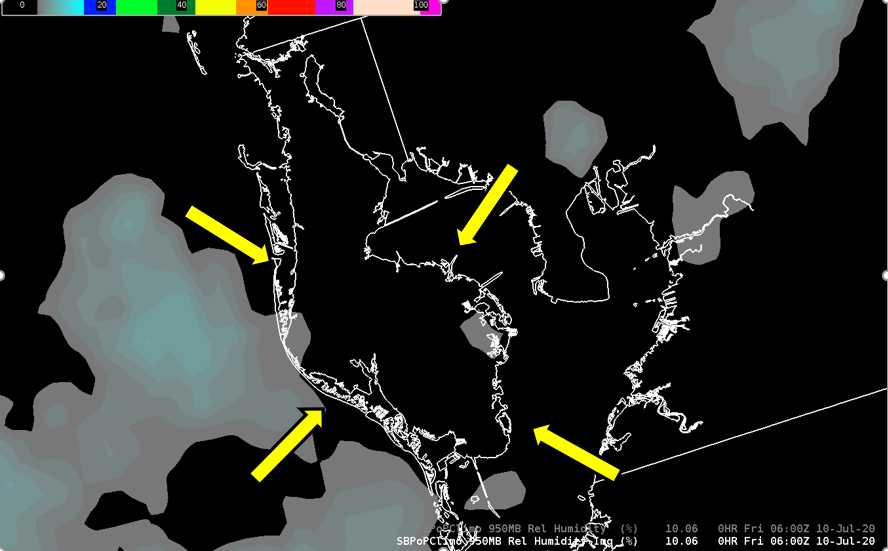 0 20 40 60 80 100
PoPClimo 950MB Rel Humidity (%) 10.06 0HR Fri 06:00Z 10-Jul-20
SBPoPClimo 950MB Rel Humidity Img (%) 10.06 0HR Fri 06:00Z 10-Jul-20